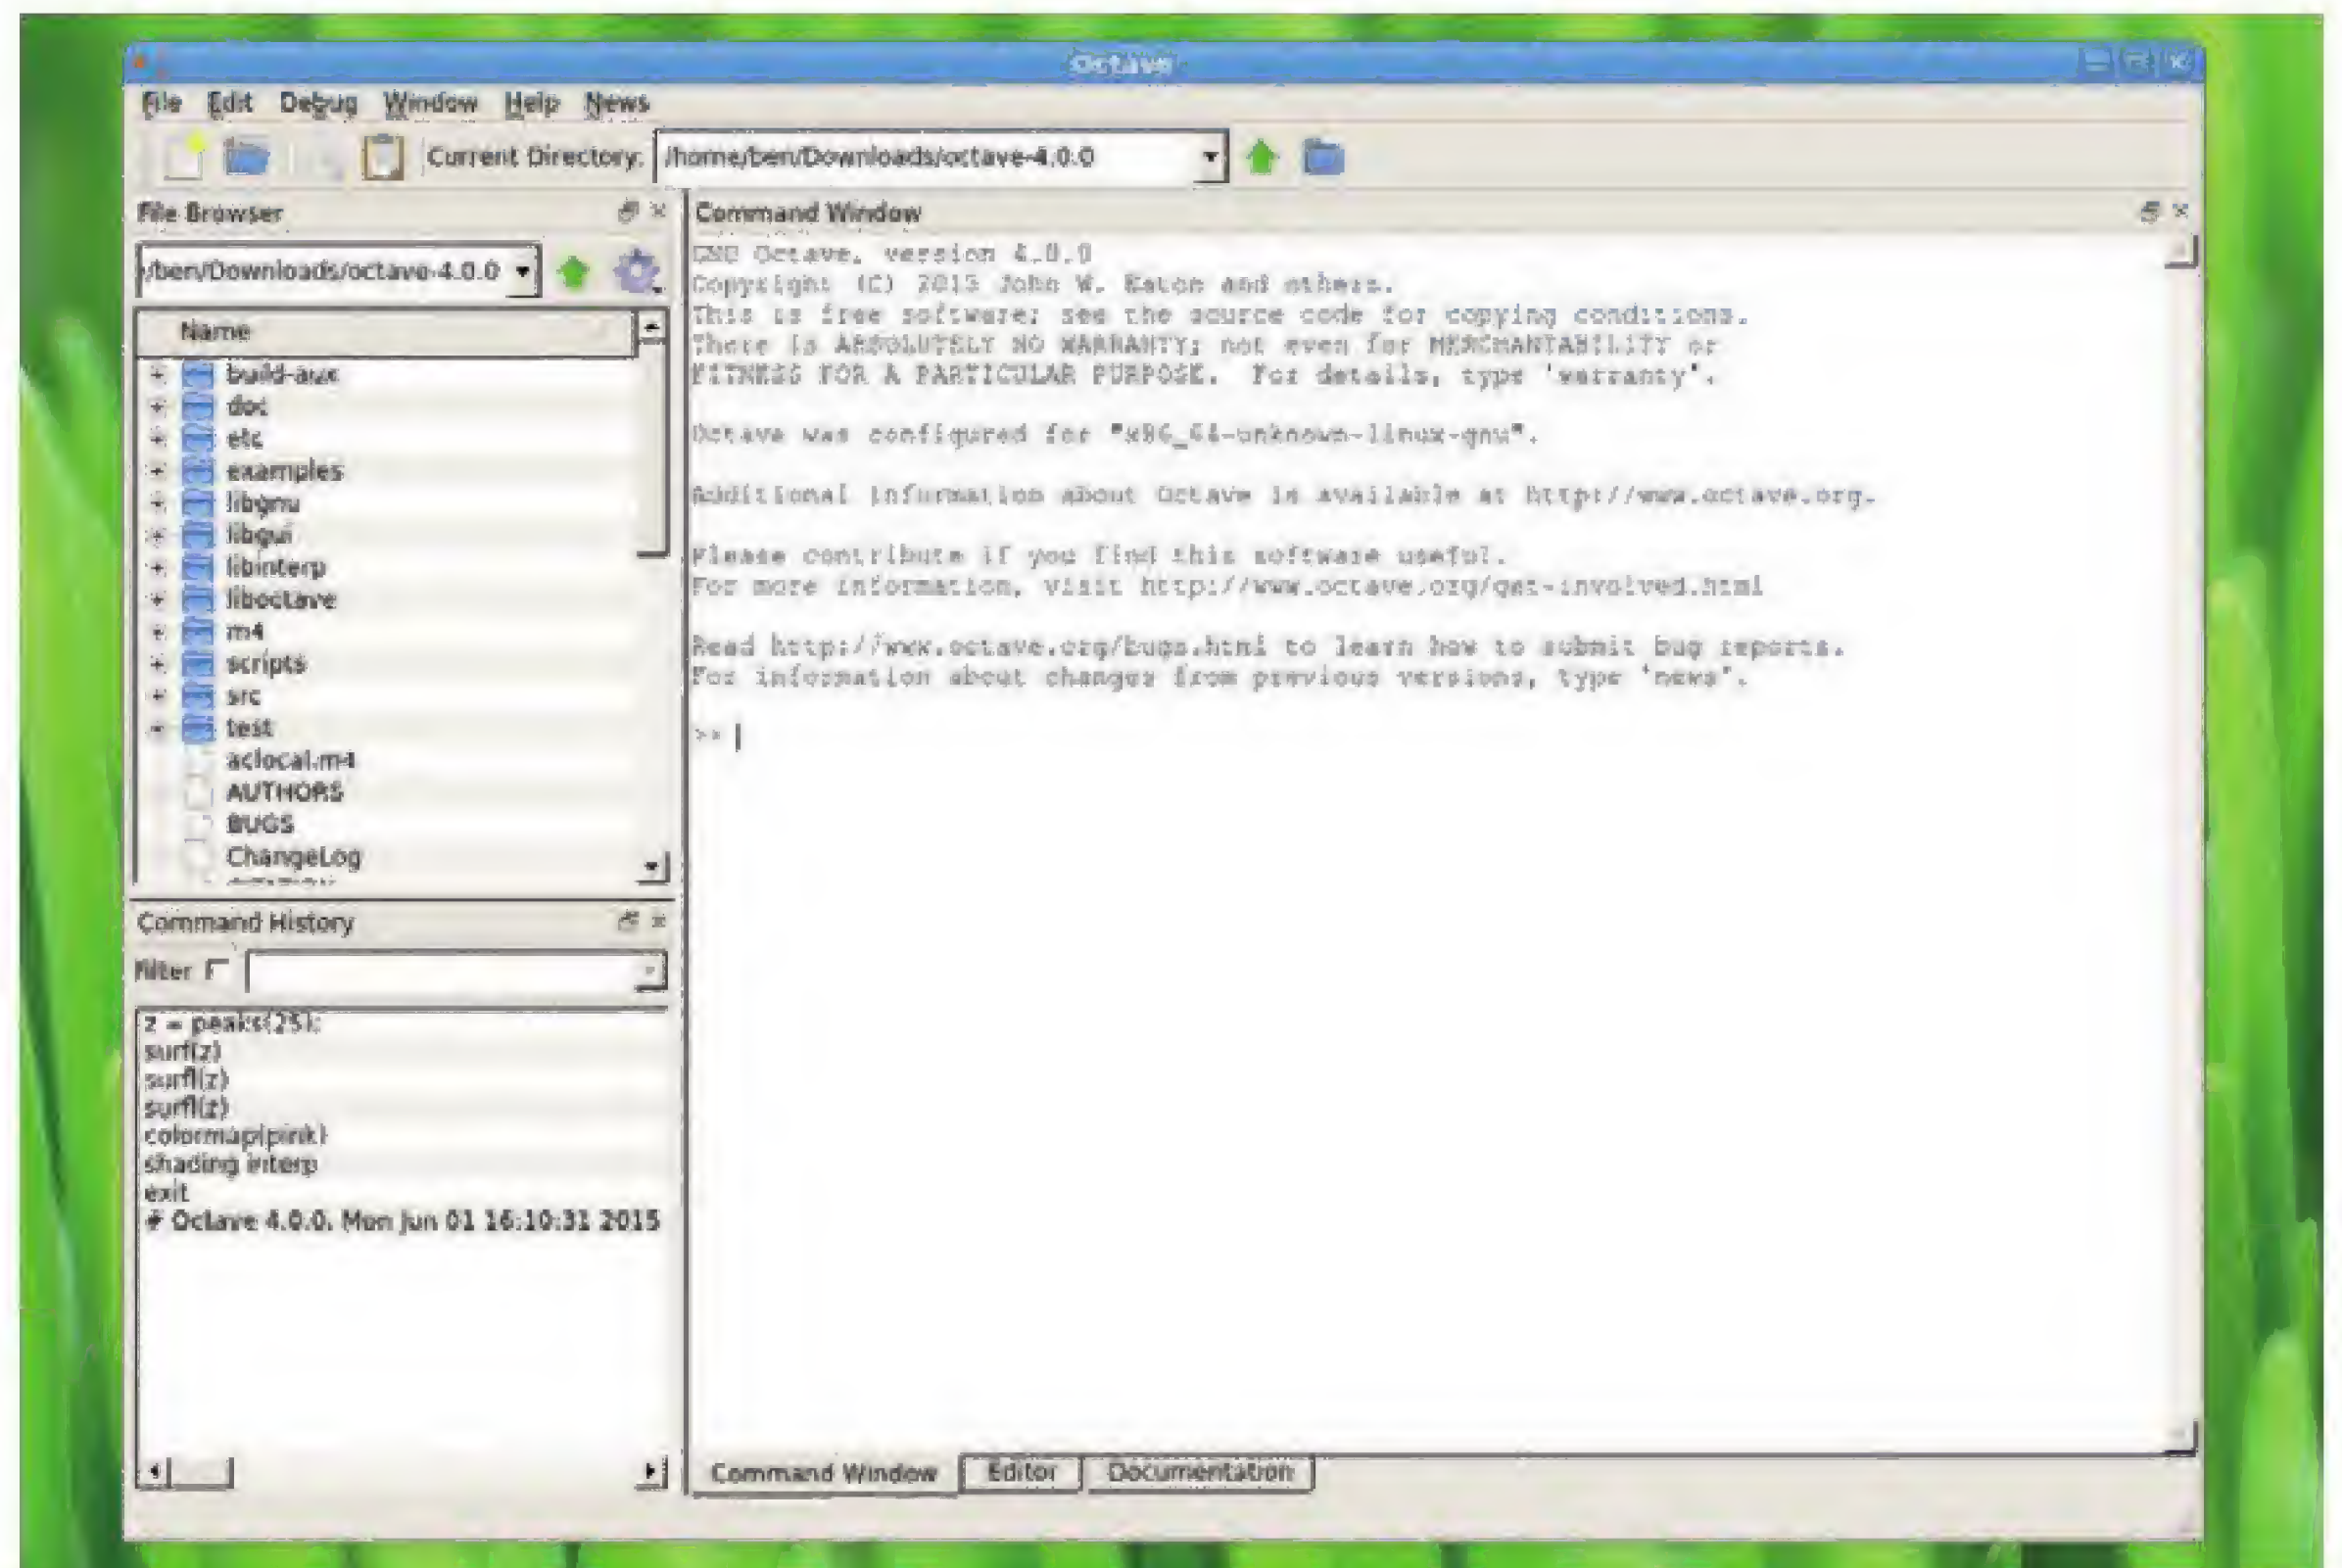 Octave
File Edit Debug Window Help News
Current Directory: /home/ben/Downloads/octave-4.0.0
File Browser
/ben/Downloads/octave-4.0.0
Name
build-aux
doc
etc
examples
libgnu
libgui
libinterp
liboctave
m4
scripts
src
test
aclocal.m4
AUTHORS
BUGS
ChangeLog
Command History
Filter
z = peaks(25);
surf(z)
surfl(z)
surfl(z)
colormap(pink)
shading interp
exit
# Octave 4.0.0, Mon Jun 01 16:10:31 2015
Command Window
GNU Octave, version 4.0.0
Copyright (C) 2015 John W. Eaton and others.
This is free software; see the source code for copying conditions.
There is ABSOLUTELY NO WARRANTY; not even for MERCHANTABILITY or
FITNESS FOR A PARTICULAR PURPOSE.  For details, type 'warranty'.
Octave was configured for "x86_64-unknown-linux-gnu".
Additional information about Octave is available at http://www.octave.org.
Please contribute if you find this software useful.
For more information, visit http://www.octave.org/get-involved.html
Read http://www.octave.org/bugs.html to learn how to submit bug reports.
For information about changes from previous versions, type 'news'.
>>
Command Window Editor Documentation